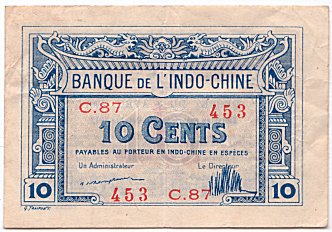 BANQUE DE L'INDO-CHINE
C.87 453
10 CENTS
PAYABLES AU PORTEUR EN INDO-CHINE EN ESPÈCES
Un Administrateur Le Directeur
453 C.87
10 10